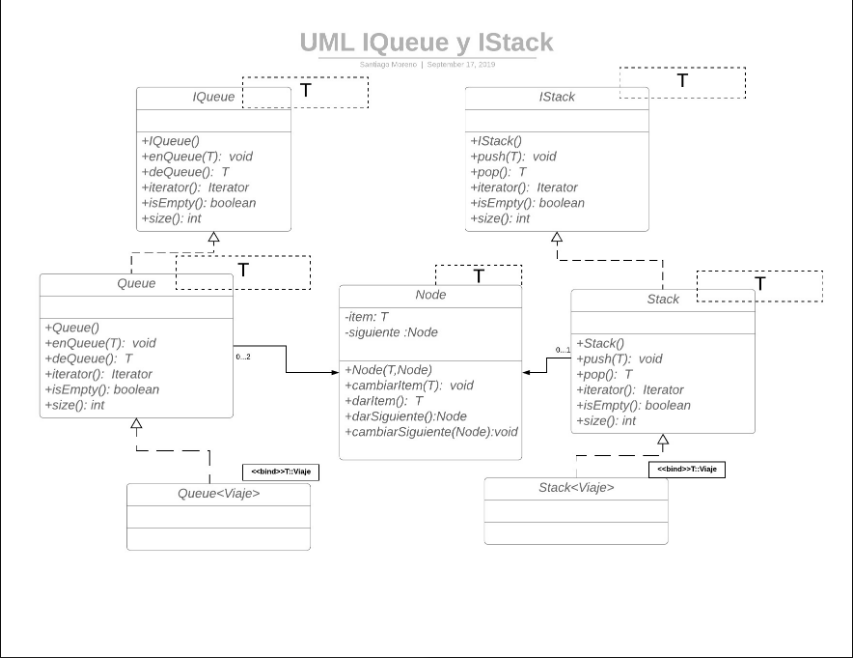 UML IQueue y IStack
Santiago Moreno | September 17, 2019
T
IQueue
+IQueue()
+enQueue(T): void
+deQueue(): T
+iterator(): Iterator
+isEmpty(): boolean
+size(): int
T
IStack
+IStack()
+push(T): void
+pop(): T
+iterator(): Iterator
+isEmpty(): boolean
+size(): int
T
Queue
+Queue()
+enQueue(T): void
+deQueue(): T
+iterator(): Iterator
+isEmpty(): boolean
+size(): int
0...2
T
Node
-item: T
-siguiente :Node
+Node(T,Node)
+cambiarItem(T): void
+darItem(): T
+darSiguiente():Node
+cambiarSiguiente(Node):void
0...1
T
Stack
+Stack()
+push(T): void
+pop(): T
+iterator(): Iterator
+isEmpty(): boolean
+size(): int
<<bind>>T::Viaje
Queue<Viaje>
<<bind>>T::Viaje
Stack<Viaje>